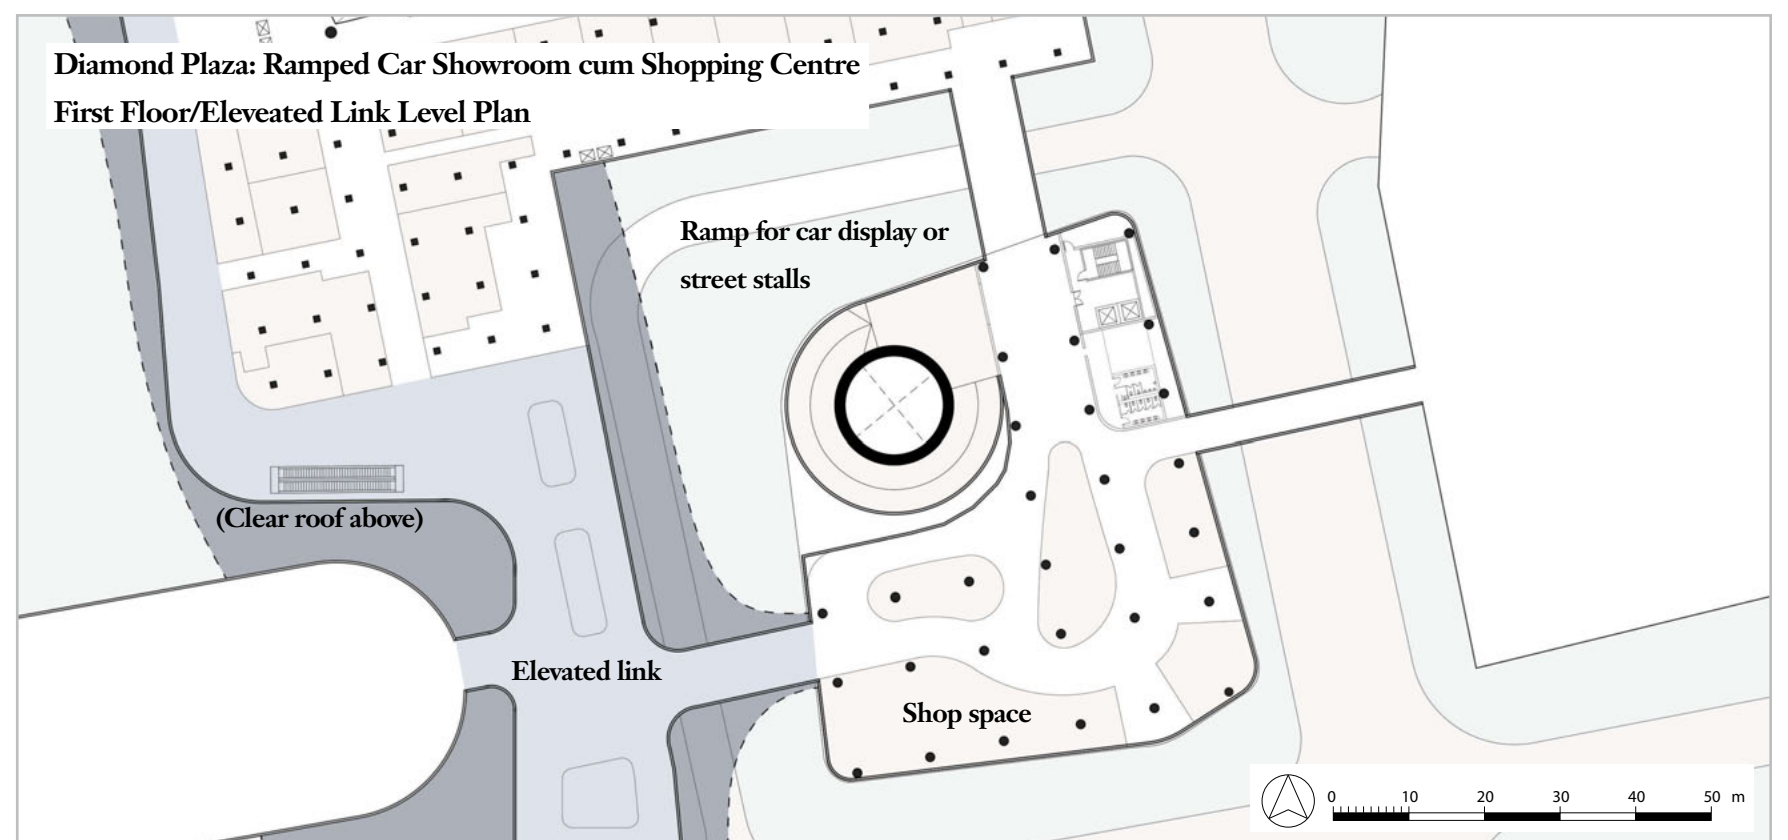 Diamond Plaza: Ramped Car Showroom cum Shopping Centre
First Floor/Eleveated Link Level Plan
Ramp for car display or
street stalls
(Clear roof above)
Elevated link
Shop space
0 10 20 30 40 50 m